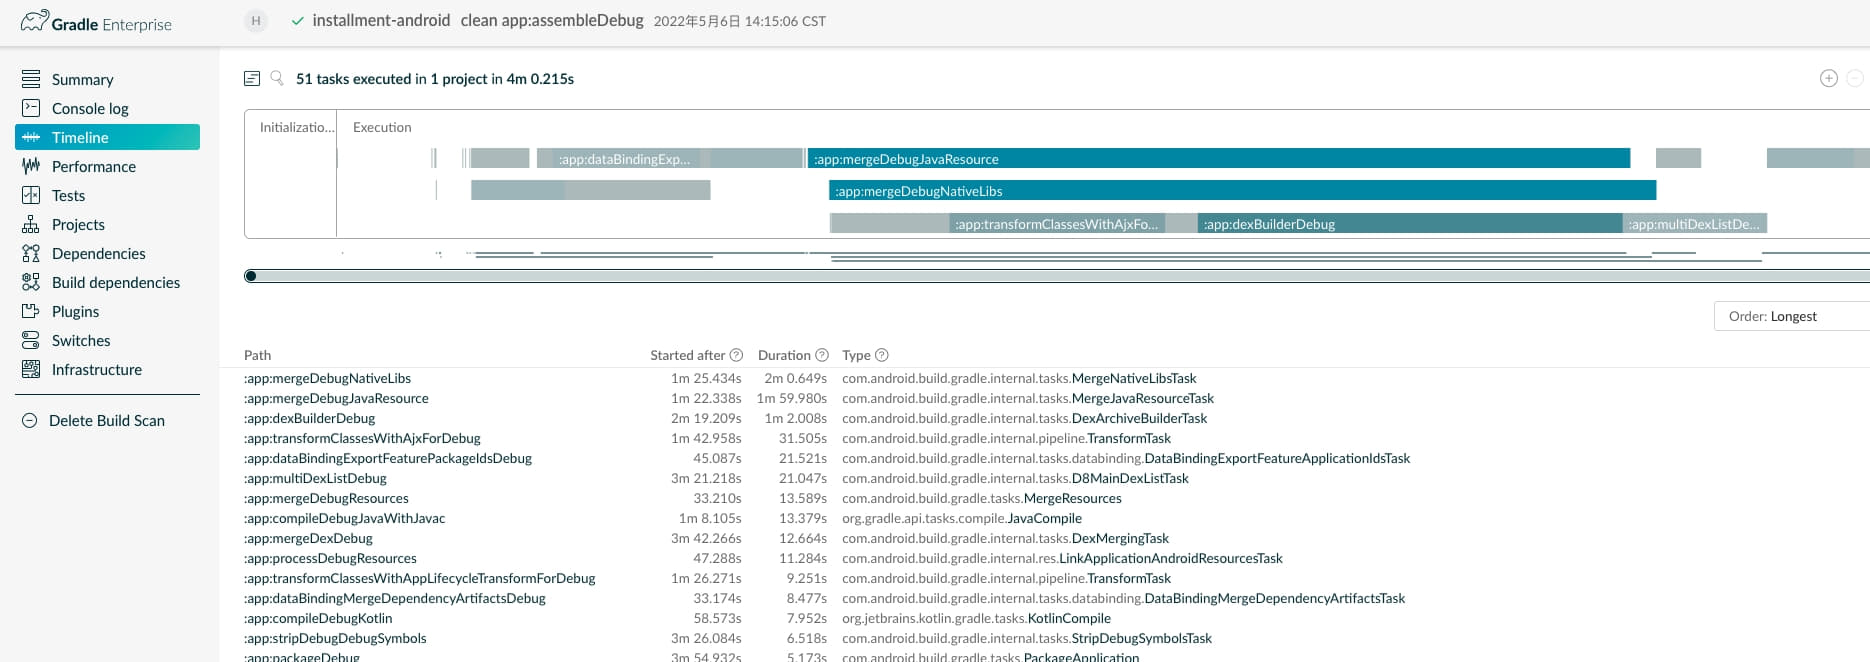 Gradle Enterprise
H installment-android clean app:assembleDebug 2022年5月6日 14:15:06 CST
Summary
Console log
Timeline
Performance
Tests
Projects
Dependencies
Build dependencies
Plugins
Switches
Infrastructure
Delete Build Scan
51 tasks executed in 1 project in 4m 0.215s
Initializatio... Execution
:app:dataBindingExp... :app:mergeDebugJavaResource
:app:mergeDebugNativeLibs
:app:transformClassesWithAjxFo... :app:dexBuilderDebug :app:multiDexListDe...
Order: Longest
Path Started after Duration Type
:app:mergeDebugNativeLibs 1m 25.434s 2m 0.649s com.android.build.gradle.internal.tasks.MergeNativeLibsTask
:app:mergeDebugJavaResource 1m 22.338s 1m 59.980s com.android.build.gradle.internal.tasks.MergeJavaResourceTask
:app:dexBuilderDebug 2m 19.209s 1m 2.008s com.android.build.gradle.internal.tasks.DexArchiveBuilderTask
:app:transformClassesWithAjxForDebug 1m 42.958s 31.505s com.android.build.gradle.internal.pipeline.TransformTask
:app:dataBindingExportFeaturePackageIdsDebug 45.087s 21.521s com.android.build.gradle.internal.tasks.databinding.DataBindingExportFeatureApplicationIdsTask
:app:multiDexListDebug 3m 21.218s 21.047s com.android.build.gradle.internal.tasks.D8MainDexListTask
:app:mergeDebugResources 33.210s 13.589s com.android.build.gradle.tasks.MergeResources
:app:compileDebugJavaWithJavac 1m 8.105s 13.379s org.gradle.api.tasks.compile.JavaCompile
:app:mergeDexDebug 3m 42.266s 12.664s com.android.build.gradle.internal.tasks.DexMergingTask
:app:processDebugResources 47.288s 11.284s com.android.build.gradle.internal.res.LinkApplicationAndroidResourcesTask
:app:transformClassesWithAppLifecycleTransformForDebug 1m 26.271s 9.251s com.android.build.gradle.internal.pipeline.TransformTask
:app:dataBindingMergeDependencyArtifactsDebug 33.174s 8.477s com.android.build.gradle.internal.tasks.databinding.DataBindingMergeDependencyArtifactsTask
:app:compileDebugKotlin 58.573s 7.952s org.jetbrains.kotlin.gradle.tasks.KotlinCompile
:app:stripDebugDebugSymbols 3m 26.084s 6.518s com.android.build.gradle.internal.tasks.StripDebugSymbolsTask
:app:packageDebug 3m 54.932s 5.173s com.android.build.gradle.tasks.PackageApplication